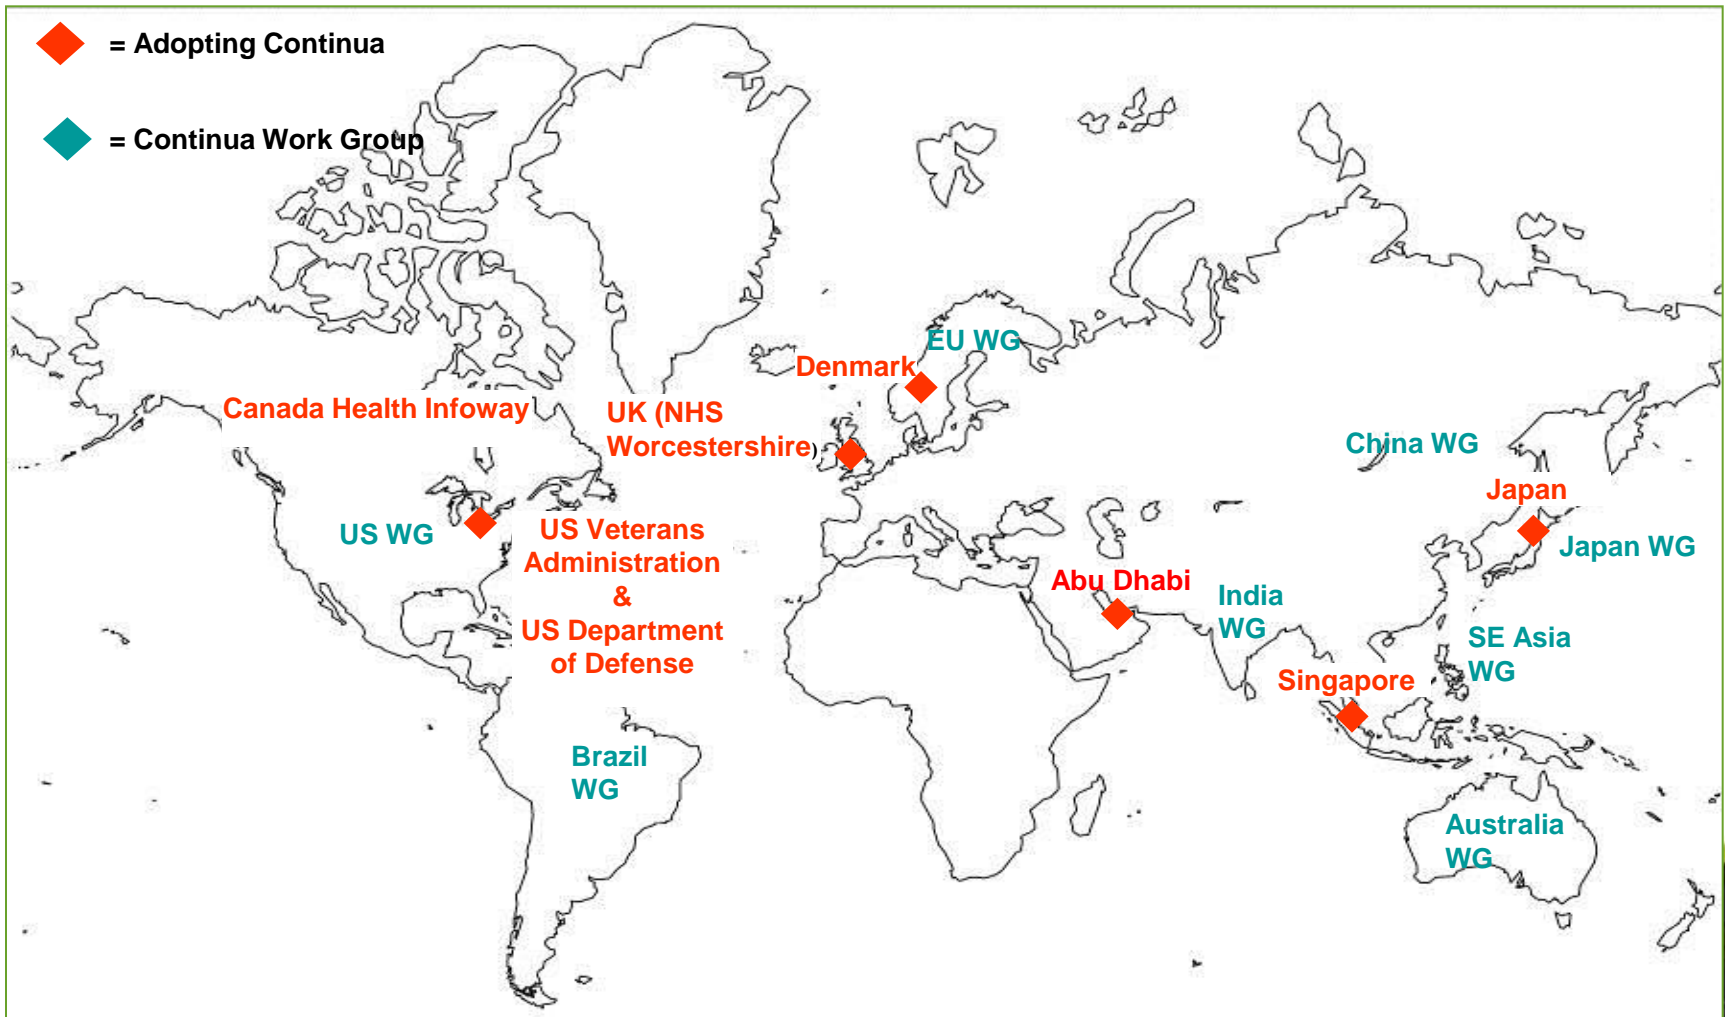 = Adopting Continua
= Continua Work Group
EU WG
Denmark
Canada Health Infoway
UK (NHS
Worcestershire)
China WG
Japan
US WG
US Veterans
Administration
&
US Department
of Defense
Japan WG
Abu Dhabi
India
WG
SE Asia
WG
Singapore
Brazil
WG
Australia
WG